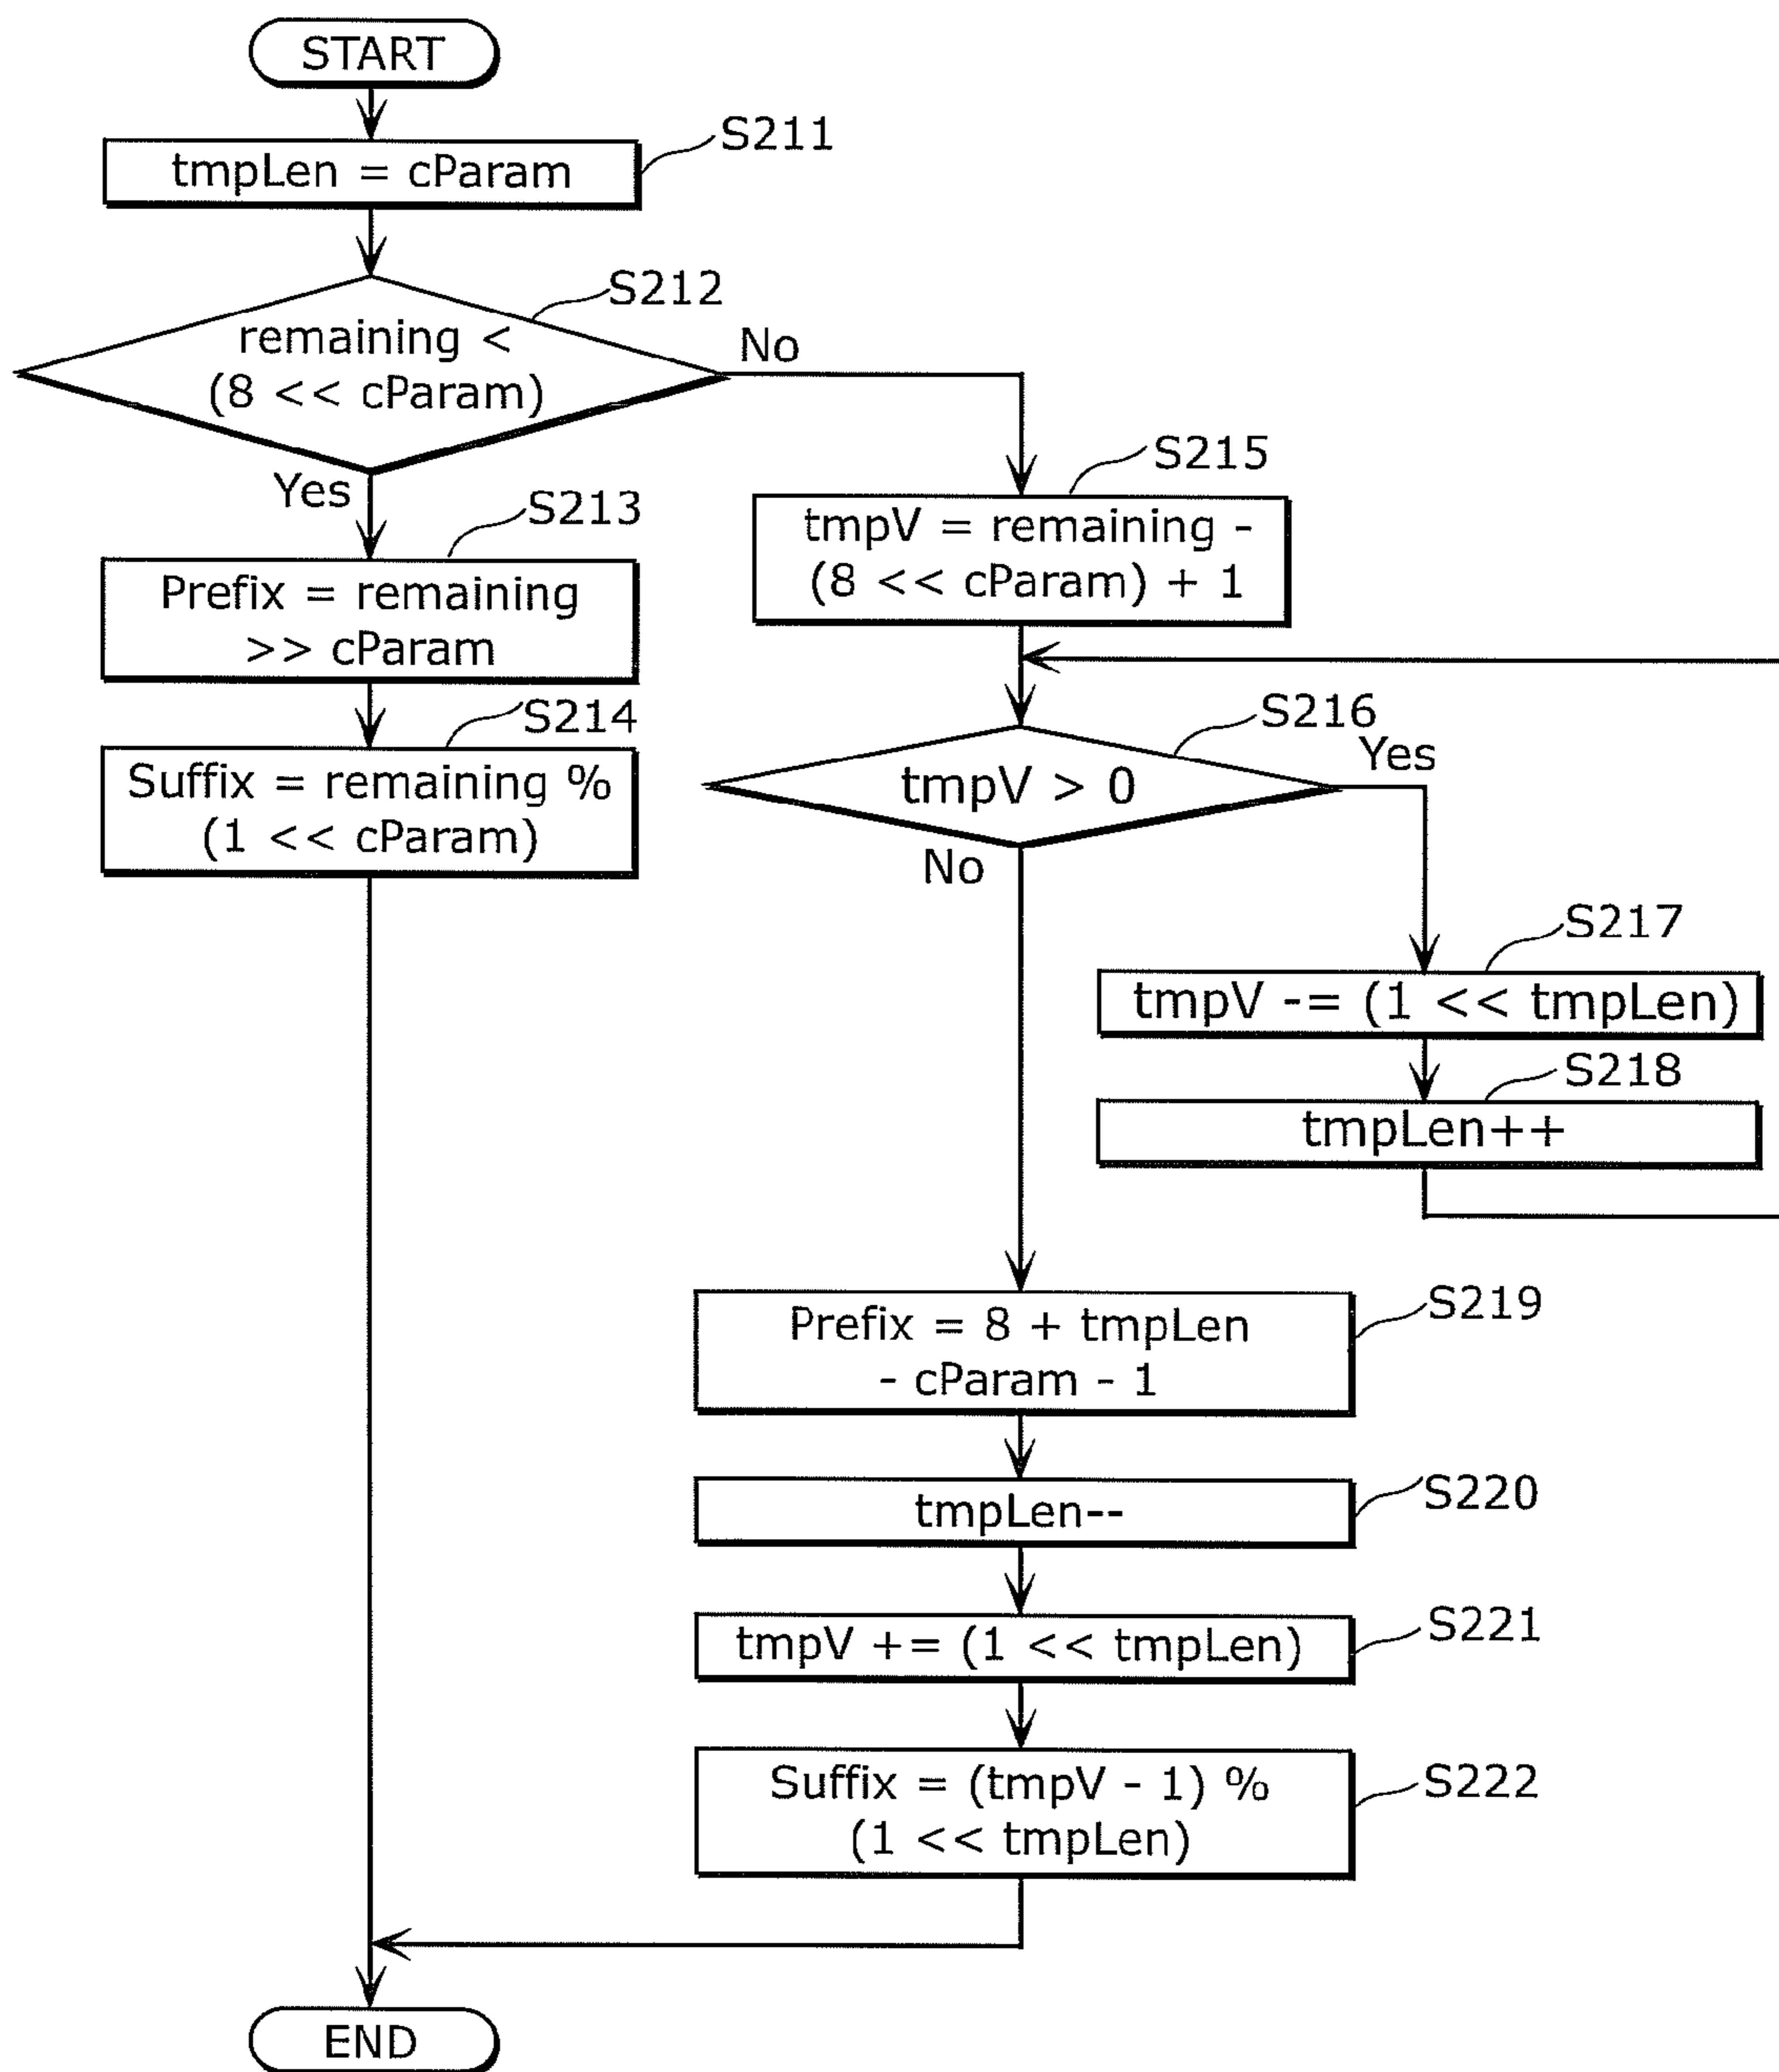 START
S211
tmpLen = cParam
S212
remaining <
(8 << cParam)
No
Yes
S213
Prefix = remaining
>> cParam
S214
Suffix = remaining %
(1 << cParam)
S215
tmpV = remaining -
(8 << cParam) + 1
S216
tmpV > 0
Yes
No
S217
tmpV -= (1 << tmpLen)
S218
tmpLen++
S219
Prefix = 8 + tmpLen
- cParam - 1
S220
tmpLen--
S221
tmpV += (1 << tmpLen)
S222
Suffix = (tmpV - 1) %
(1 << tmpLen)
END